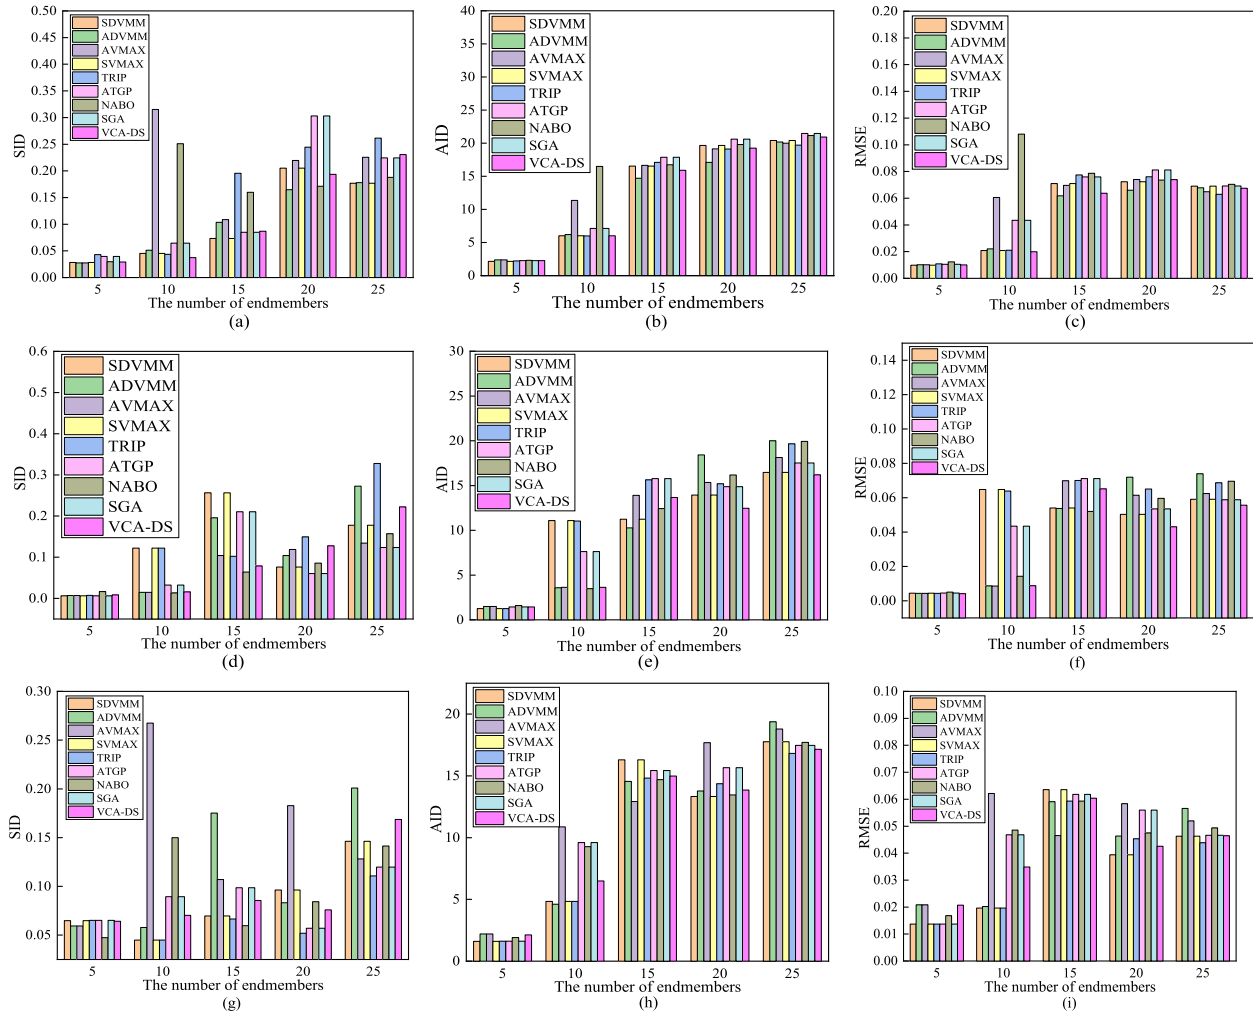 0.50
0.45
0.40
0.35
0.30
0.25
0.20
0.15
0.10
0.05
0.00
SID
SDVMM
ADVMM
AVMAX
SVMAX
TRIP
ATGP
NABO
SGA
VCA-DS
5 10 15 20 25
The number of endmembers
(a)
40
35
30
25
20
15
10
5
0
AID
SDVMM
ADVMM
AVMAX
SVMAX
TRIP
ATGP
NABO
SGA
VCA-DS
5 10 15 20 25
The number of endmembers
(b)
0.20
0.18
0.16
0.14
0.12
0.10
0.08
0.06
0.04
0.02
0.00
RMSE
SDVMM
ADVMM
AVMAX
SVMAX
TRIP
ATGP
NABO
SGA
VCA-DS
5 10 15 20 25
The number of endmembers
(c)
0.6
0.5
0.4
0.3
0.2
0.1
0.0
SID
SDVMM
ADVMM
AVMAX
SVMAX
TRIP
ATGP
NABO
SGA
VCA-DS
5 10 15 20 25
The number of endmembers
(d)
30
25
20
15
10
5
0
AID
SDVMM
ADVMM
AVMAX
SVMAX
TRIP
ATGP
NABO
SGA
VCA-DS
5 10 15 20 25
The number of endmembers
(e)
0.14
0.12
0.10
0.08
0.06
0.04
0.02
0.00
RMSE
SDVMM
ADVMM
AVMAX
SVMAX
TRIP
ATGP
NABO
SGA
VCA-DS
5 10 15 20 25
The number of endmembers
(f)
0.30
0.25
0.20
0.15
0.10
0.05
SID
SDVMM
ADVMM
AVMAX
SVMAX
TRIP
ATGP
NABO
SGA
VCA-DS
5 10 15 20 25
The number of endmembers
(g)
20
15
10
5
0
AID
SDVMM
ADVMM
AVMAX
SVMAX
TRIP
ATGP
NABO
SGA
VCA-DS
5 10 15 20 25
The number of endmembers
(h)
0.10
0.09
0.08
0.07
0.06
0.05
0.04
0.03
0.02
0.01
0.00
RMSE
SDVMM
ADVMM
AVMAX
SVMAX
TRIP
ATGP
NABO
SGA
VCA-DS
5 10 15 20 25
The number of endmembers
(i)